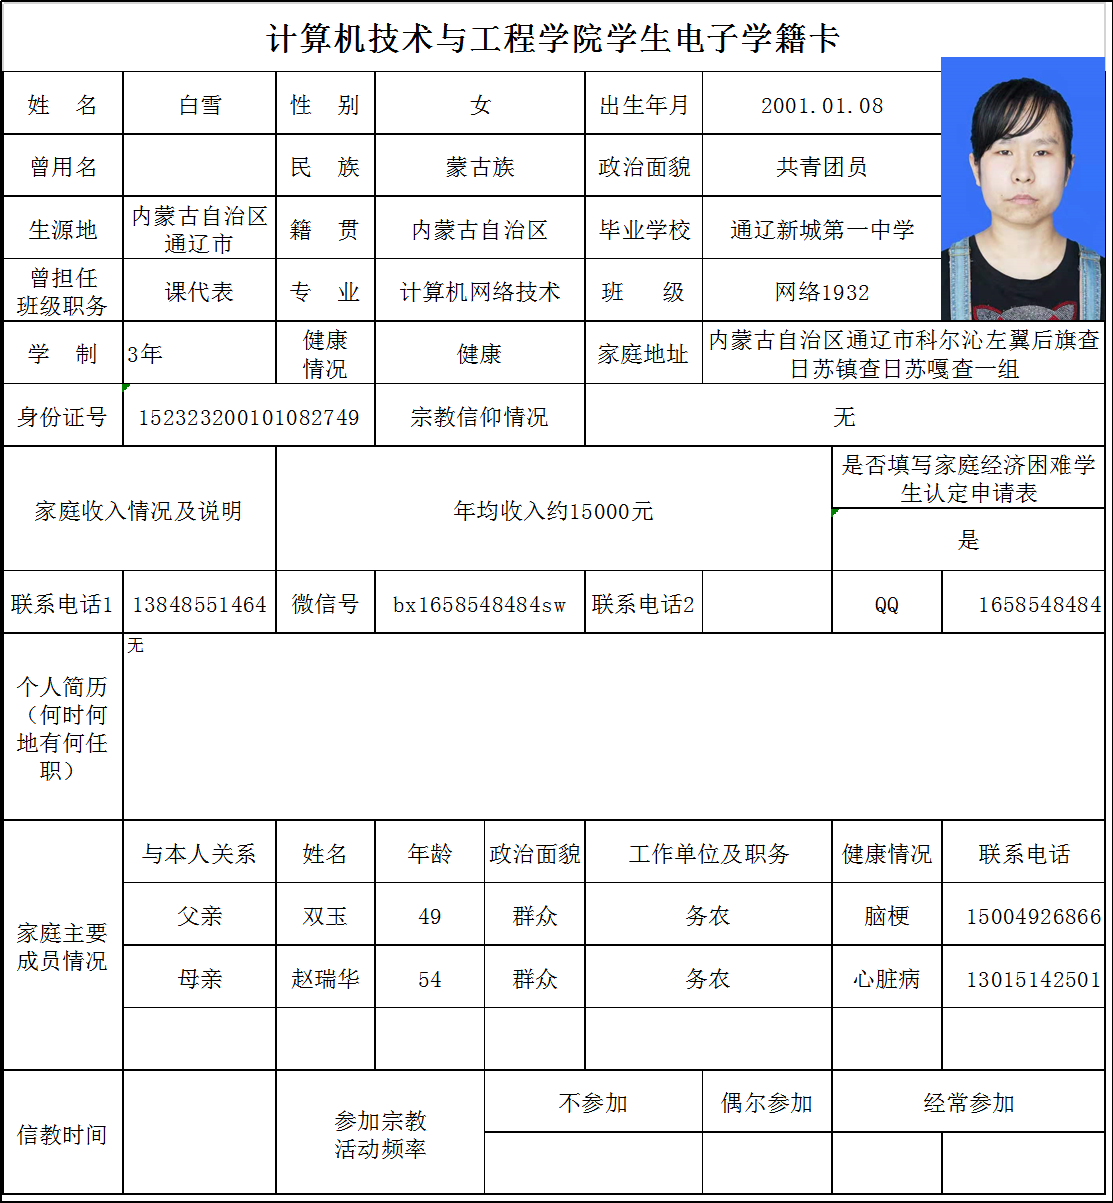 计算机技术与工程学院学生电子学籍卡
姓 名 白雪 性 别 女 出生年月 2001.01.08
曾用名 民 族 蒙古族 政治面貌 共青团员
生源地 内蒙古自治区通辽市 籍 贯 内蒙古自治区 毕业学校 通辽新城第一中学
曾担任班级职务 课代表 专 业 计算机网络技术 班 级 网络1932
学 制 3年 健康情况 健康 家庭地址 内蒙古自治区通辽市科尔沁左翼后旗查日苏镇查日苏嘎查一组
身份证号 152323200101082749 宗教信仰情况 无
家庭收入情况及说明 年均收入约15000元 是否填写家庭经济困难学生认定申请表
是
联系电话1 13848551464 微信号 bx1658548484sw 联系电话2 QQ 1658548484
个人简历（何时何地有何任职） 无
家庭主要成员情况
与本人关系 姓名 年龄 政治面貌 工作单位及职务 健康情况 联系电话
父亲 双玉 49 群众 务农 脑梗 15004926866
母亲 赵瑞华 54 群众 务农 心脏病 13015142501
信教时间 参加宗教活动频率 不参加 偶尔参加 经常参加